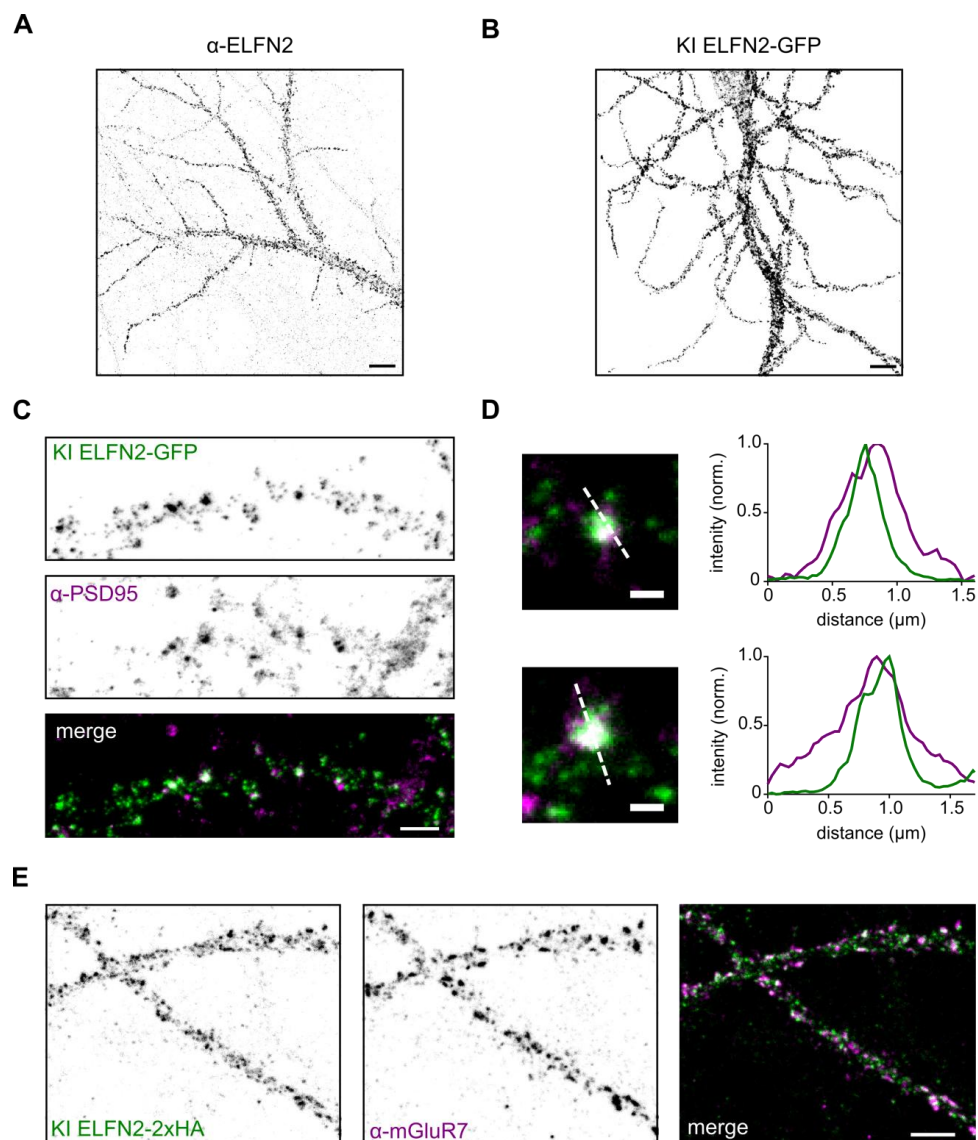 A
α-ELFN2
B
KI ELFN2-GFP
C
KI ELFN2-GFP
α-PSD95
merge
D
1.0
0.5
0
intenity (norm.)
0 0.5 1.0 1.5
distance (µm)
1.0
0.5
0
intenity (norm.)
0 0.5 1.0 1.5
distance (µm)
E
KI ELFN2-2xHA
α-mGluR7
merge